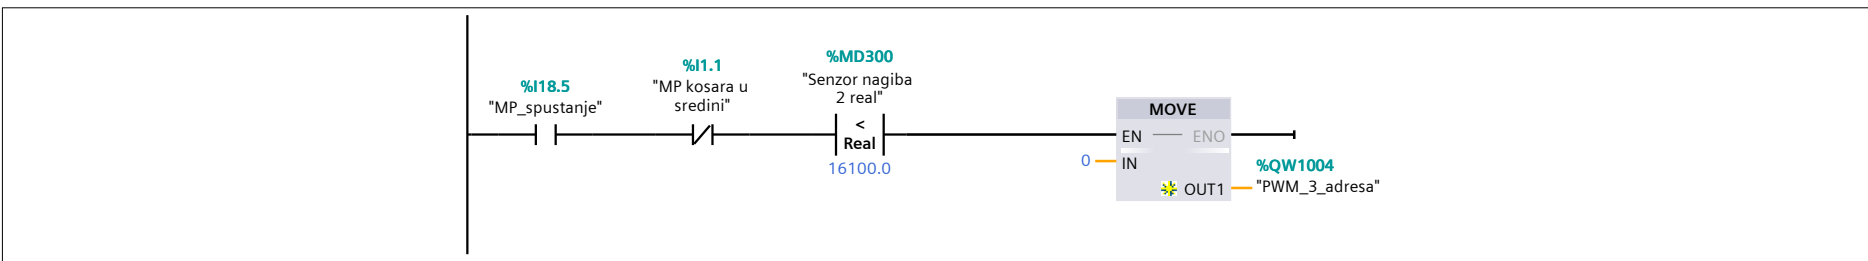 %MD300
%I1.1
"Senzor nagiba
2 real"
%I18.5
"MP kosara u
sredini"
"MP_spustanje"
MOVE
<
Real
EN
ENO
16100.0
0
IN
%QW1004
OUT1
"PWM_3_adresa"